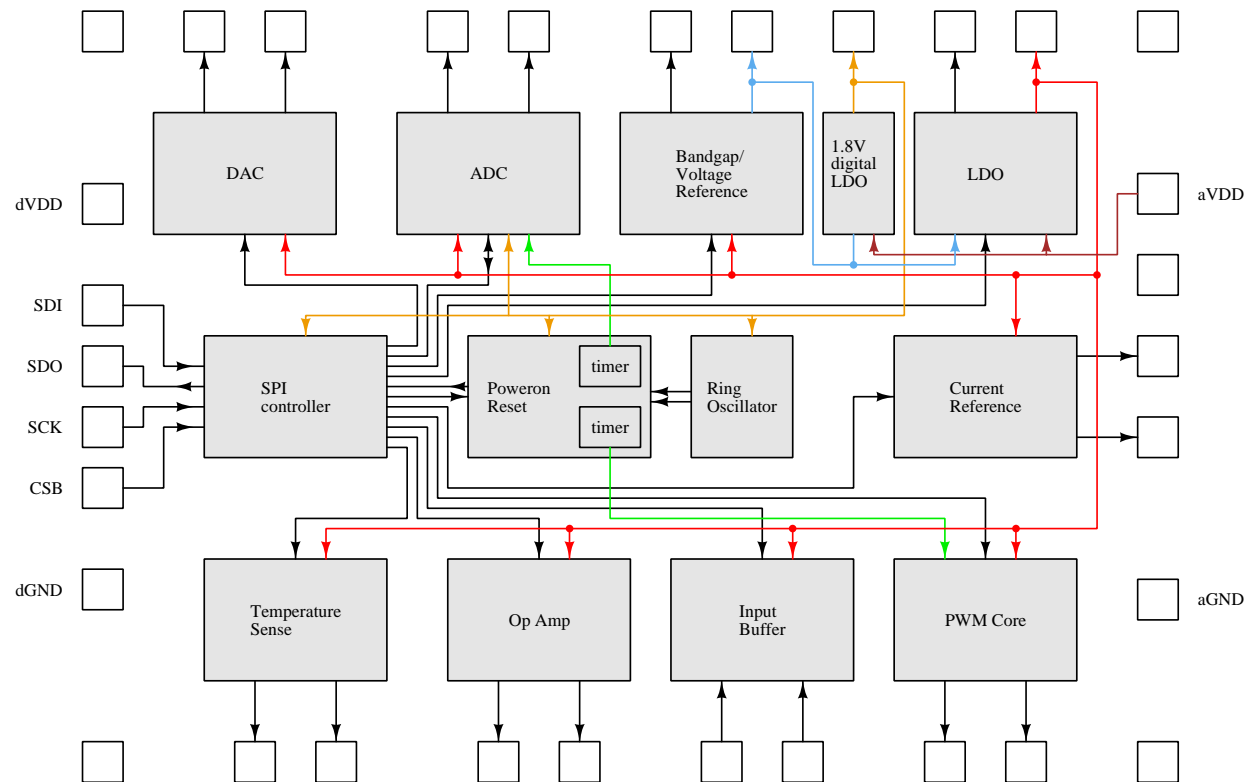 DAC
ADC
Bandgap/
Voltage
Reference
1.8V
digital
LDO
LDO
dVDD
aVDD
SDI
SDO
SCK
CSB
SPI
controller
Poweron
Reset
timer
timer
Ring
Oscillator
Current
Reference
dGND
aGND
Temperature
Sense
Op Amp
Input
Buffer
PWM Core